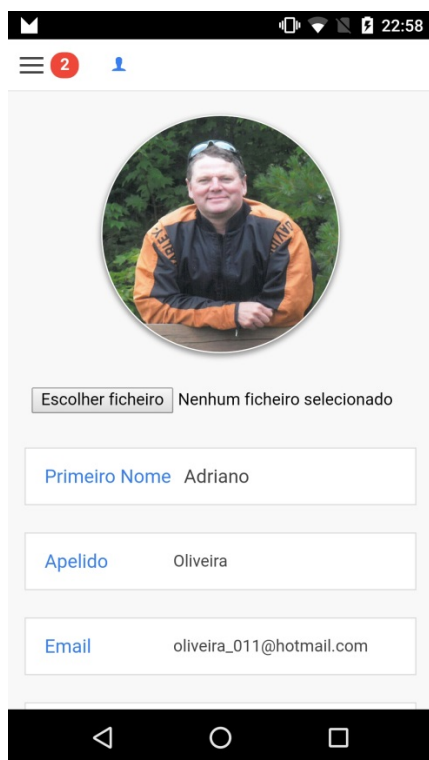 22:58
2
Escolher ficheiro Nenhum ficheiro selecionado
Primeiro Nome Adriano
Apelido Oliveira
Email oliveira_011@hotmail.com